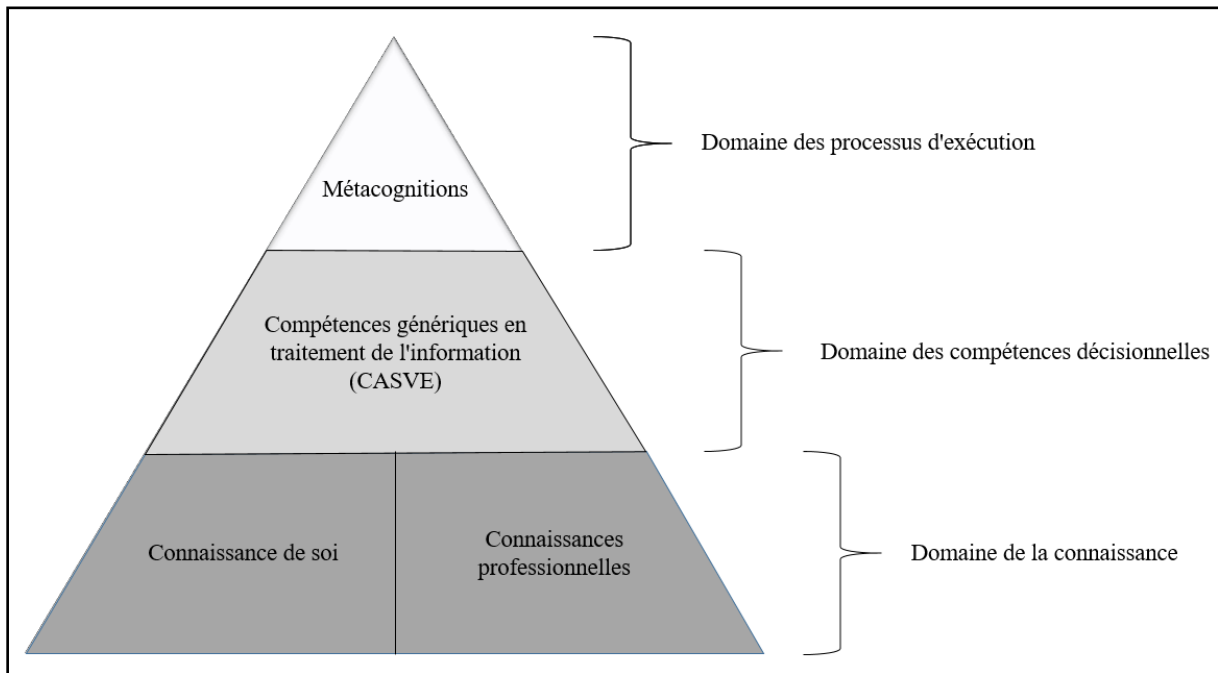 Domaine des processus d'exécution
Métacognitions
Compétences génériques en
traitement de l'information
(CASVE)
Domaine des compétences décisionnelles
Connaissance de soi
Connaissances
professionnelles
Domaine de la connaissance